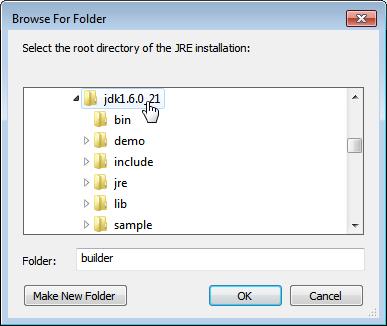 Browse For Folder
Select the root directory of the JRE installation:
jdk1.6.0_21
bin
demo
include
jre
lib
sample
Folder: builder
Make New Folder OK Cancel